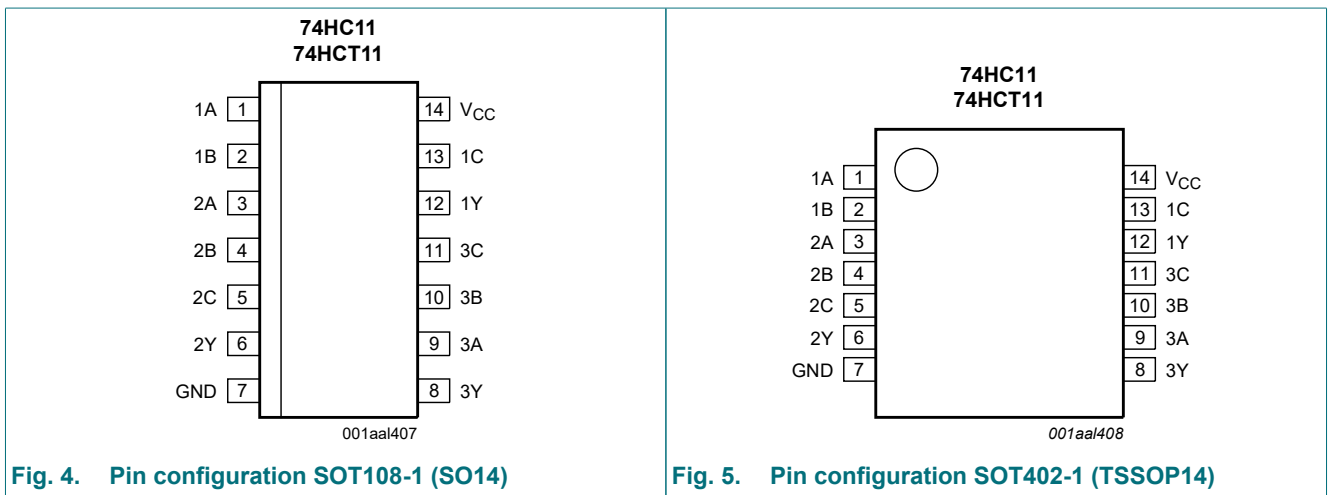 74HC11
74HCT11
1A 1 14 VCC
1B 2 13 1C
2A 3 12 1Y
2B 4 11 3C
2C 5 10 3B
2Y 6 9 3A
GND 7 8 3Y
001aal407
Fig. 4. Pin configuration SOT108-1 (SO14)
74HC11
74HCT11
1A 1 14 VCC
1B 2 13 1C
2A 3 12 1Y
2B 4 11 3C
2C 5 10 3B
2Y 6 9 3A
GND 7 8 3Y
001aal408
Fig. 5. Pin configuration SOT402-1 (TSSOP14)